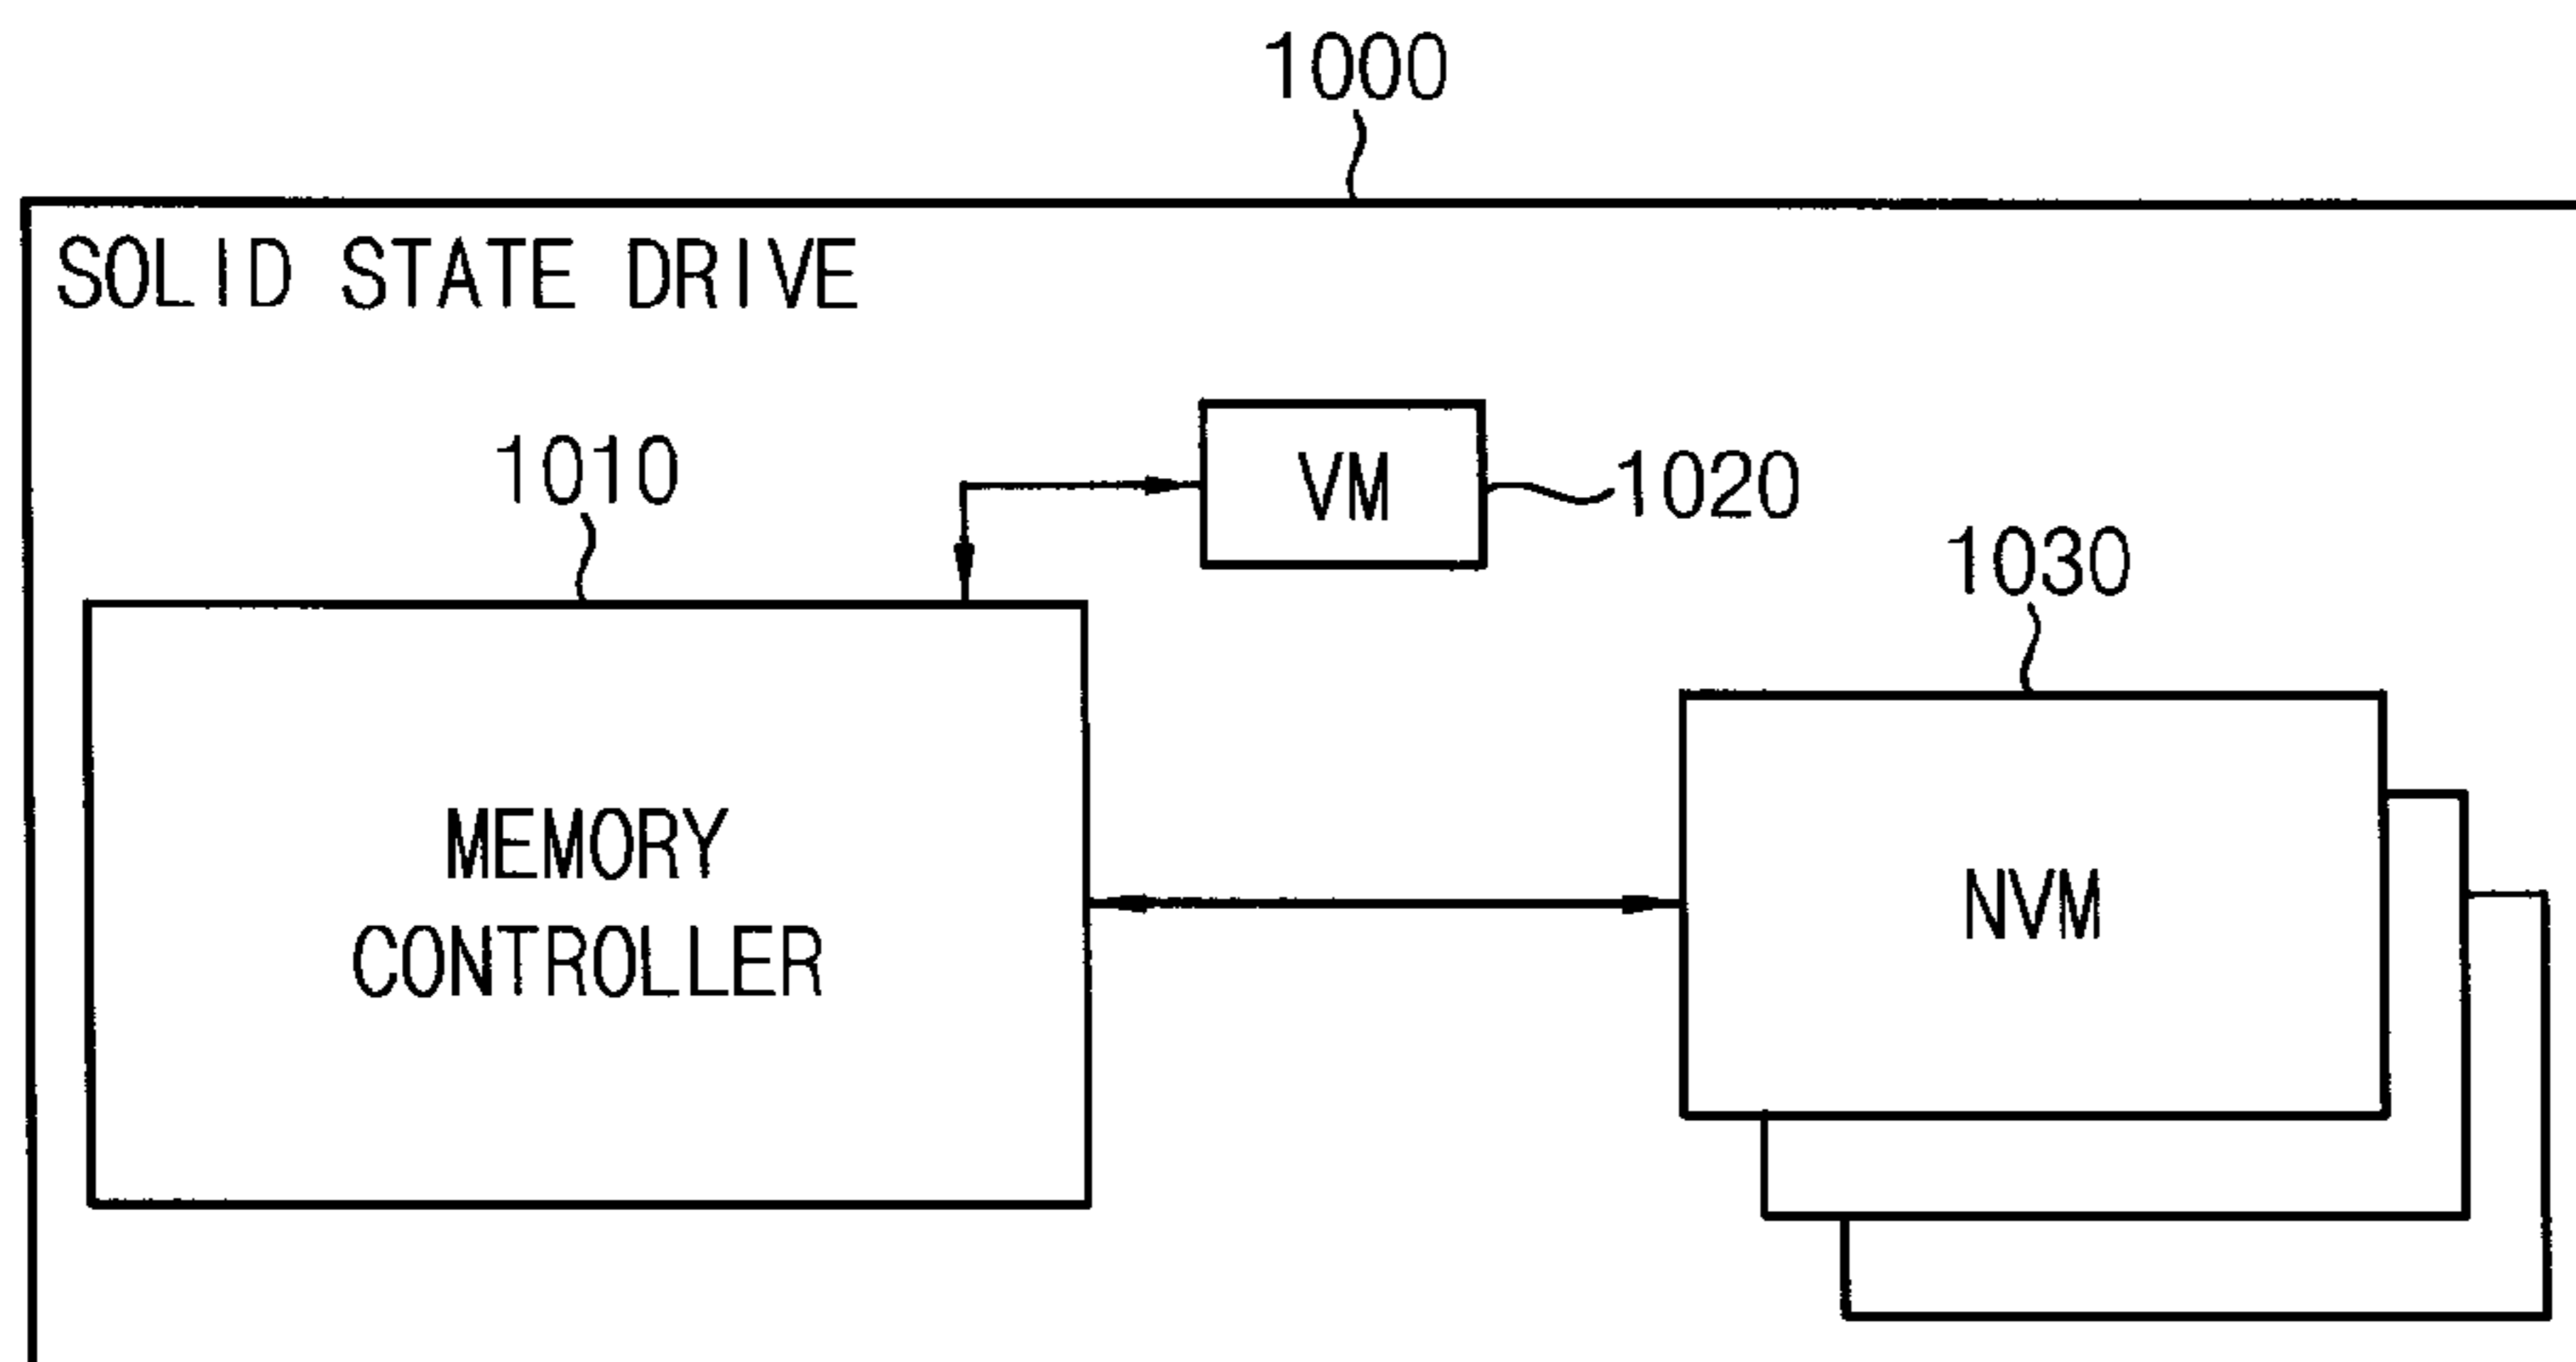 1000
SOLID STATE DRIVE
1010
VM
1020
1030
MEMORY
CONTROLLER
NVM